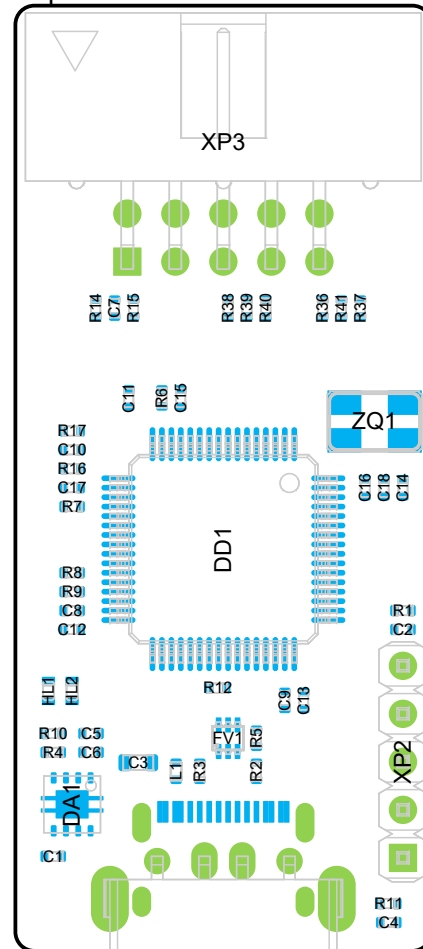 XP3
R14 C7 R15 R38 R39 R40 R36 R41 R37
C11 R6 C15
ZQ1
R17
C10
R16
C17
R7
C16 C18 C14
DD1
R8
R9
C8
C12
R1
C2
R12
HL1 HL2
C9 C13
R10 C5
R4 C6
C3
L1 R3
FV1
R5
R2
XP2
DA1
C1
R11
C4